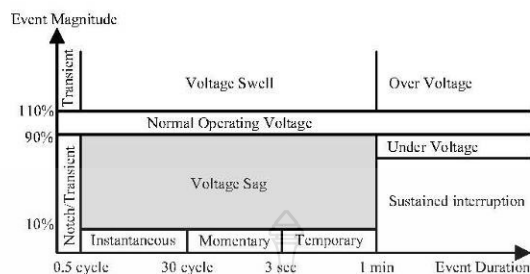 Event Magnitude
Transient
Voltage Swell
Over Voltage
110%
Normal Operating Voltage
90%
Notch/Transient
Under Voltage
Voltage Sag
Sustained interruption
10%
Instantaneous
Momentary
Temporary
0.5 cycle
30 cycle
3 sec
1 min
Event Duration